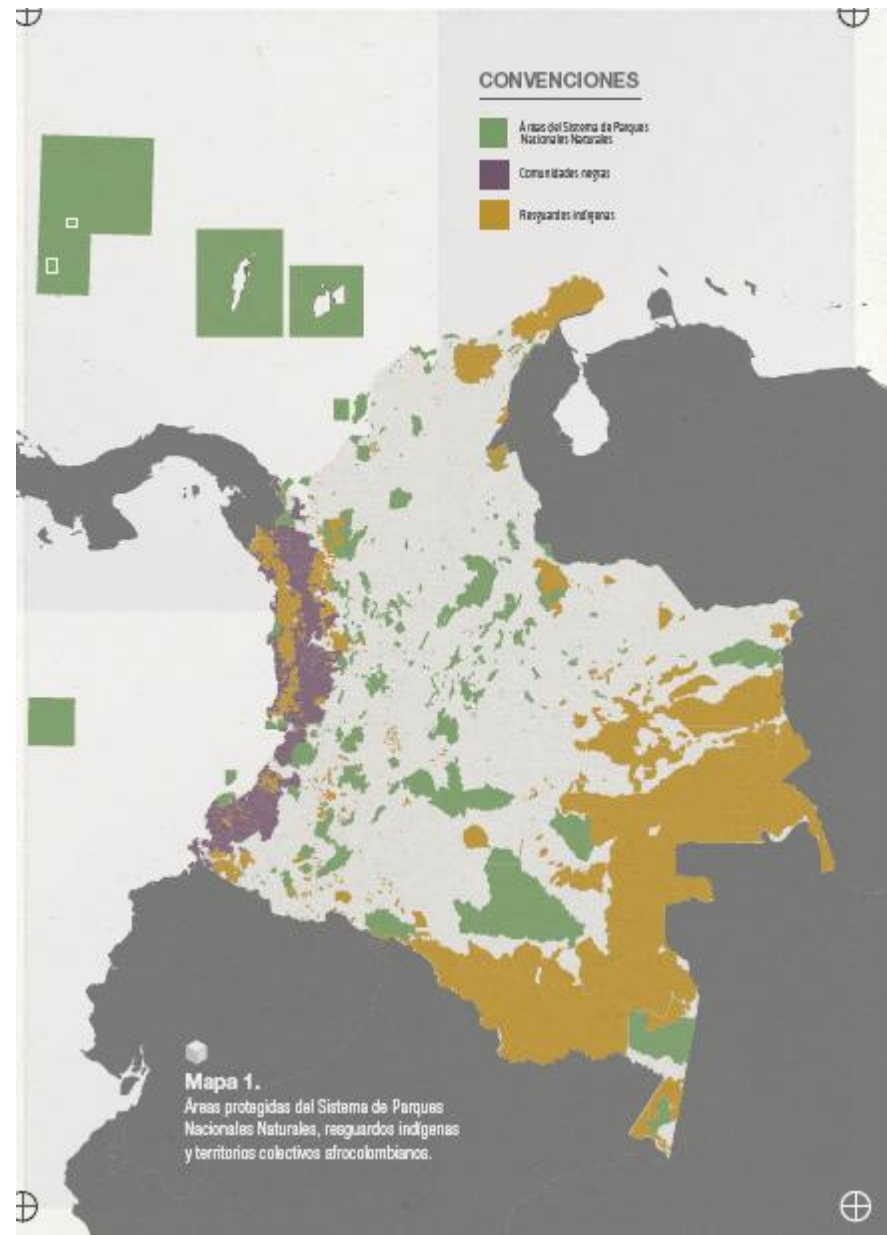 CONVENCIONES
Áreas del Sistema de Parques
Nacionales Naturales
Comunidades negras
Resguardos indígenas
Mapa 1.
Áreas protegidas del Sistema de Parques
Nacionales Naturales, resguardos indígenas
y territorios colectivos afrocolombianos.